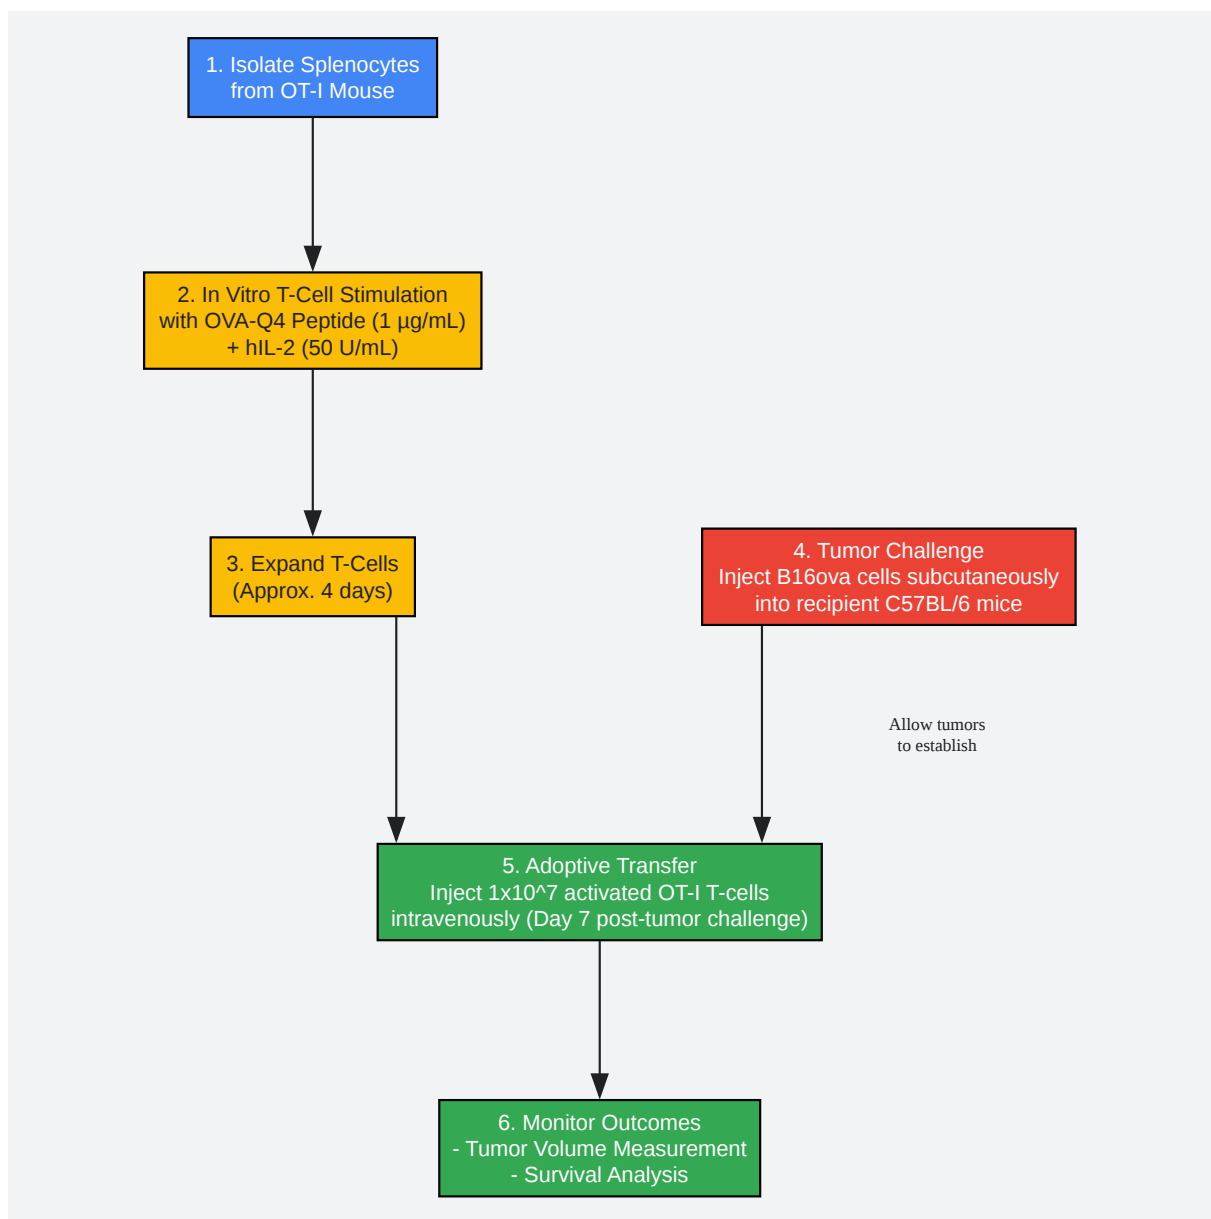 1. Isolate Splenocytes
from OT-I Mouse
2. In Vitro T-Cell Stimulation
with OVA-Q4 Peptide (1 µg/mL)
+ hIL-2 (50 U/mL)
3. Expand T-Cells
(Approx. 4 days)
4. Tumor Challenge
Inject B16ova cells subcutaneously
into recipient C57BL/6 mice
Allow tumors
to establish
5. Adoptive Transfer
Inject 1x10^7 activated OT-I T-cells
intravenously (Day 7 post-tumor challenge)
6. Monitor Outcomes
- Tumor Volume Measurement
- Survival Analysis